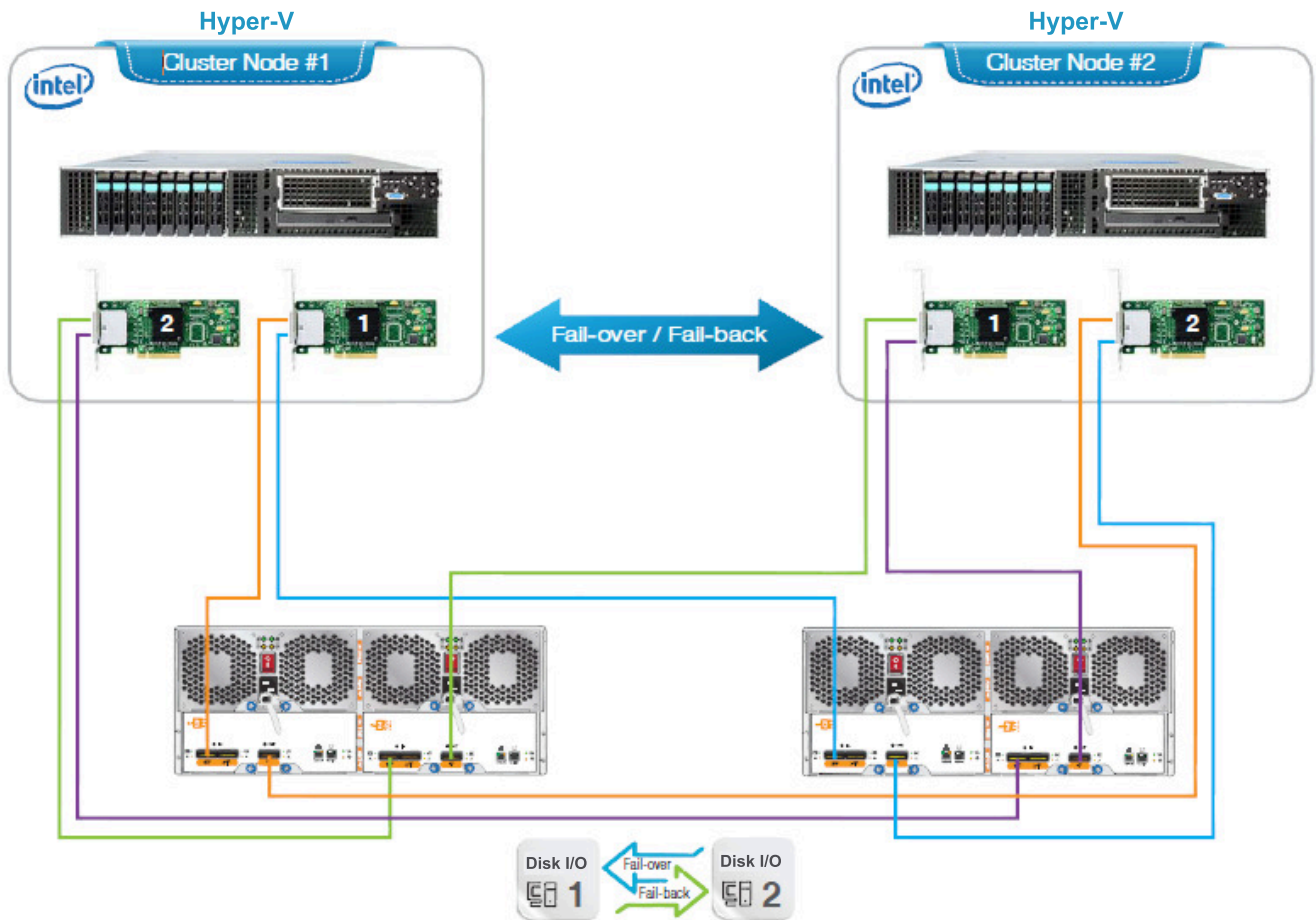 Hyper-V
Hyper-V
Cluster Node #1
Cluster Node #2
intel
intel
2
1
1
2
Fail-over / Fail-back
Disk I/O
1
Fail-over
Fail-back
Disk I/O
2